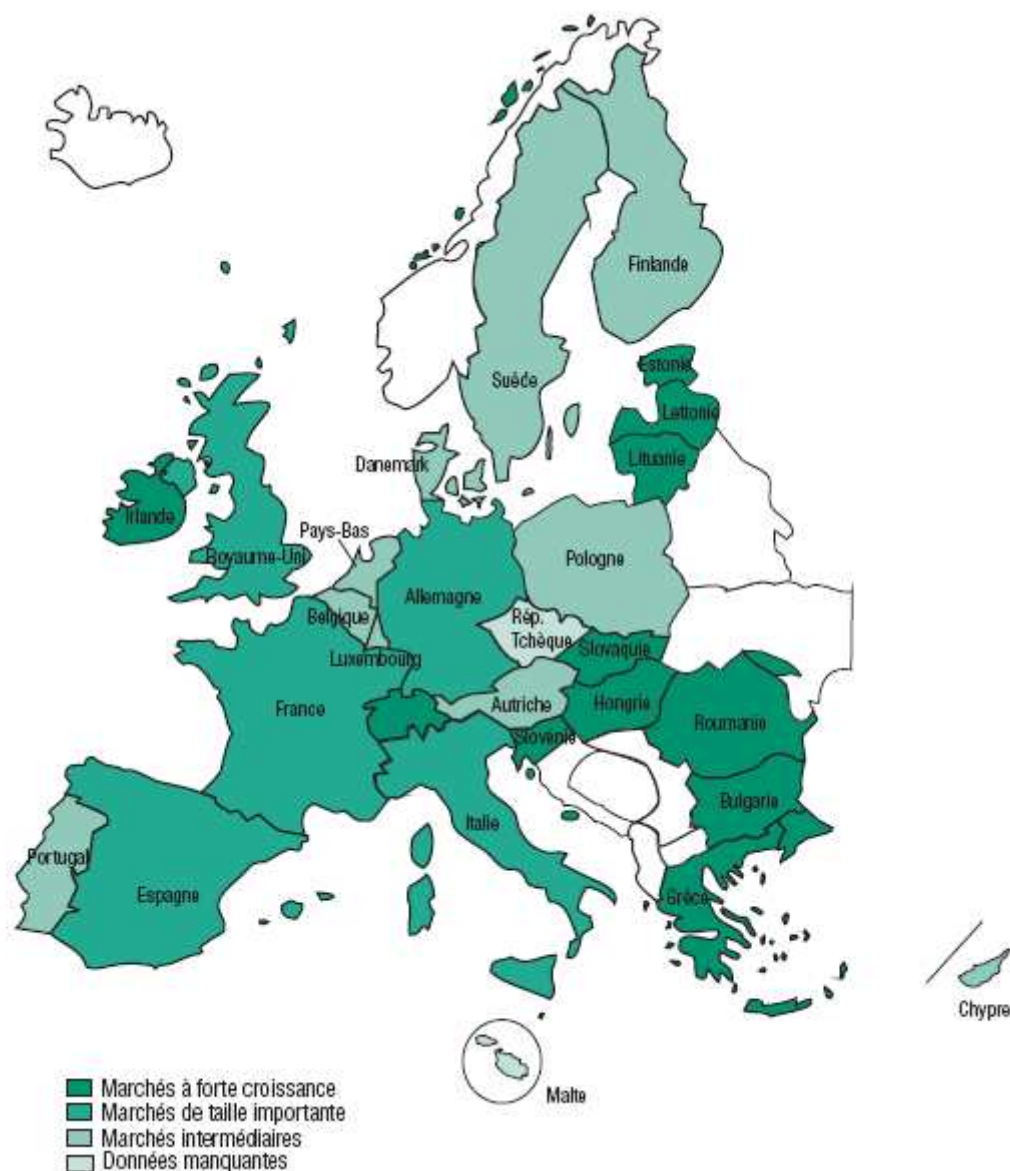 Finlande
Suède
Estonie
Lettonie
Lituanie
Danemark
Irlande
Royaume-Uni
Pays-Bas
Pologne
Allemagne
Belgique
Rép.
Tchèque
Luxembourg
Slovaquie
France
Autriche
Hongrie
Slovénie
Roumanie
Bulgarie
Italie
Portugal
Espagne
Grèce
Chypre
Malte
Marchés à forte croissance
Marchés de taille importante
Marchés intermédiaires
Données manquantes